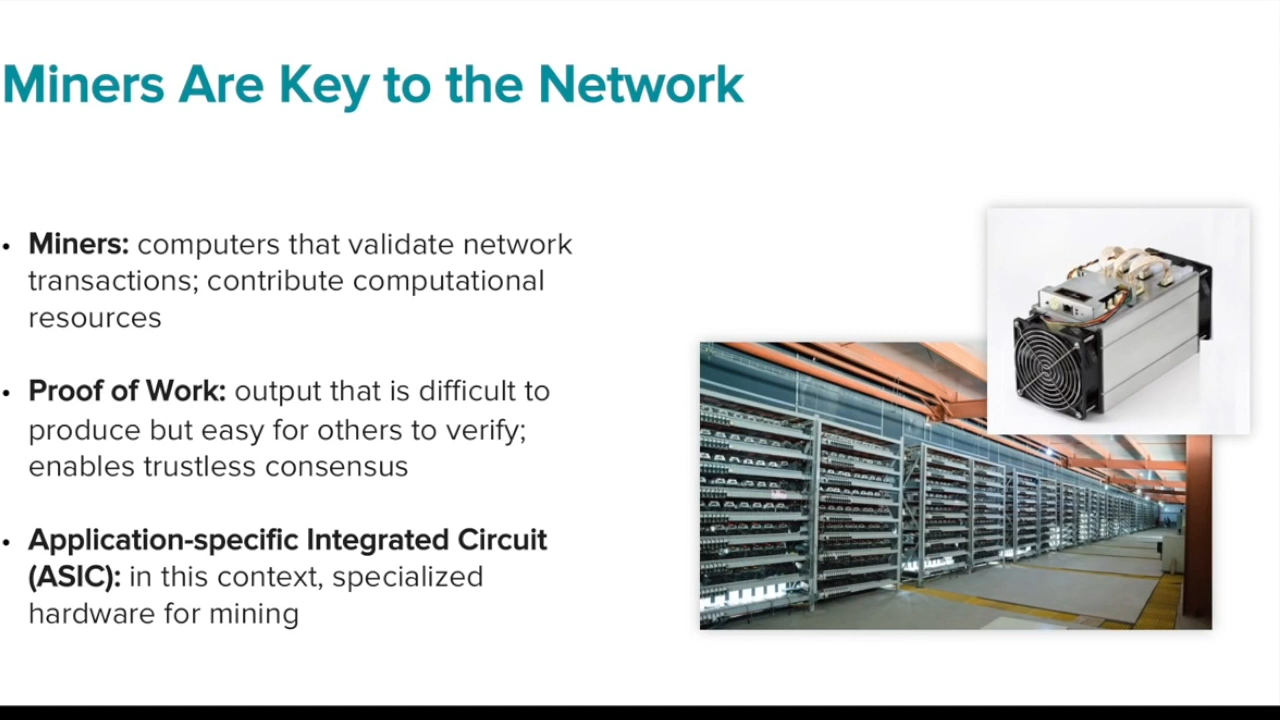 Miners Are Key to the Network
• Miners: computers that validate network
transactions; contribute computational
resources
• Proof of Work: output that is difficult to
produce but easy for others to verify;
enables trustless consensus
• Application-specific Integrated Circuit
(ASIC): in this context, specialized
hardware for mining